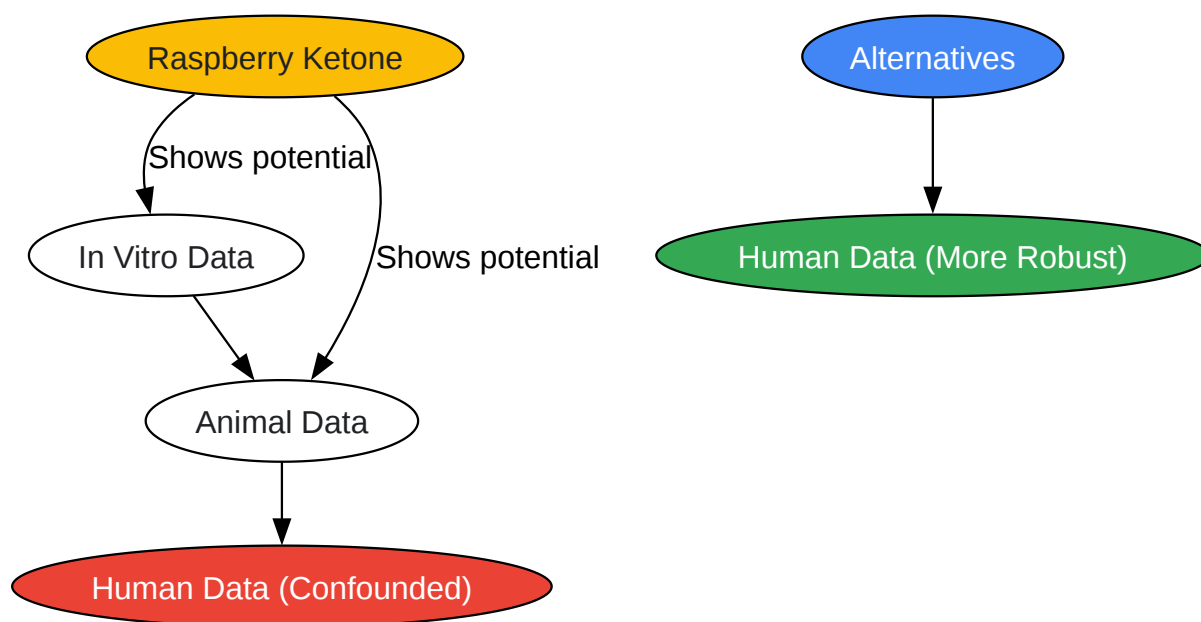 Raspberry Ketone
Alternatives
Shows potential
In Vitro Data
Shows potential
Human Data (More Robust)
Animal Data
Human Data (Confounded)